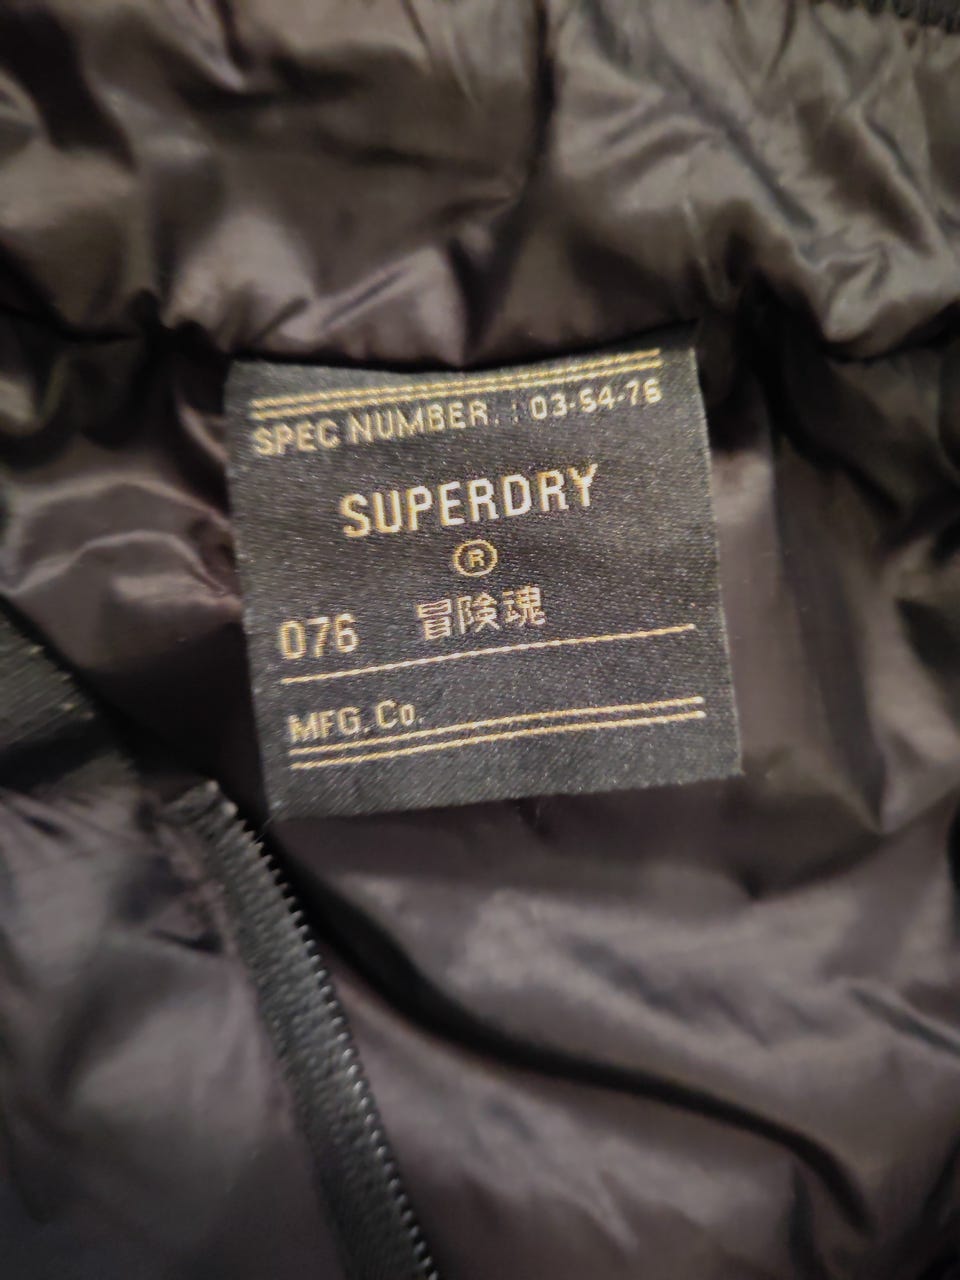 SPEC NUMBER. : 03-54-76
SUPERDRY
®
076 冒険魂
MFG. Co.